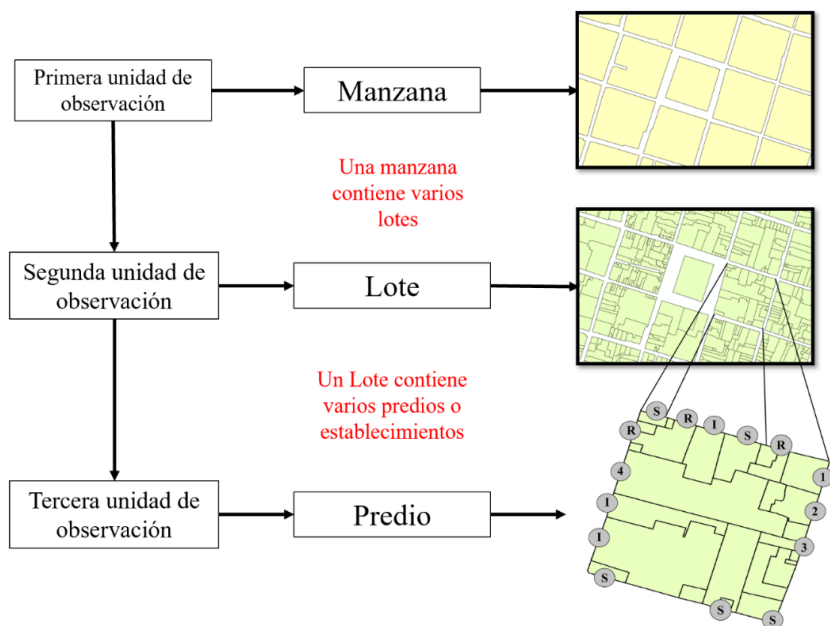 Primera unidad de
observación
Manzana
Una manzana
contiene varios
lotes
Segunda unidad de
observación
Lote
Un Lote contiene
varios predios o
establecimientos
Tercera unidad de
observación
Predio
S
R
I
S
R
R
4
I
I
S
S
S
1
2
3